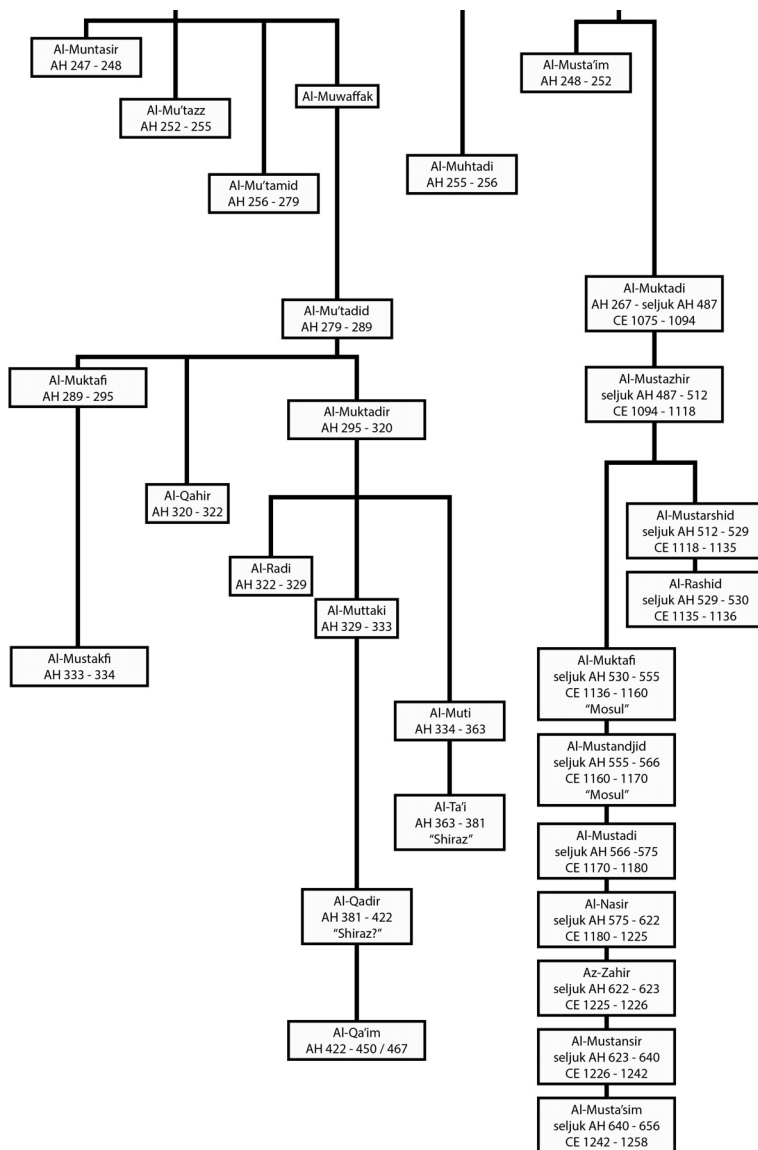 Al-Muntasir
AH 247 - 248
Al-Mu'tazz
AH 252 - 255
Al-Mu'tamid
AH 256 - 279
Al-Muwaffak
Al-Muhtadi
AH 255 - 256
Al-Musta'im
AH 248 - 252
Al-Mu'tadid
AH 279 - 289
Al-Muktafi
AH 289 - 295
Al-Qahir
AH 320 - 322
Al-Muktadir
AH 295 - 320
Al-Radi
AH 322 - 329
Al-Muttaki
AH 329 - 333
Al-Mustakfi
AH 333 - 334
Al-Muti
AH 334 - 363
Al-Ta'i
AH 363 - 381
"Shiraz"
Al-Qadir
AH 381 - 422
"Shiraz?"
Al-Qa'im
AH 422 - 450 / 467
Al-Muktadi
AH 267 - seljuk AH 487
CE 1075 - 1094
Al-Mustazhir
seljuk AH 487 - 512
CE 1094 - 1118
Al-Mustarshid
seljuk AH 512 - 529
CE 1118 - 1135
Al-Rashid
seljuk AH 529 - 530
CE 1135 - 1136
Al-Muktafi
seljuk AH 530 - 555
CE 1136 - 1160
"Mosul"
Al-Mustandjid
seljuk AH 555 - 566
CE 1160 - 1170
"Mosul"
Al-Mustadi
seljuk AH 566 -575
CE 1170 - 1180
Al-Nasir
seljuk AH 575 - 622
CE 1180 - 1225
Az-Zahir
seljuk AH 622 - 623
CE 1225 - 1226
Al-Mustansir
seljuk AH 623 - 640
CE 1226 - 1242
Al-Musta'sim
seljuk AH 640 - 656
CE 1242 - 1258